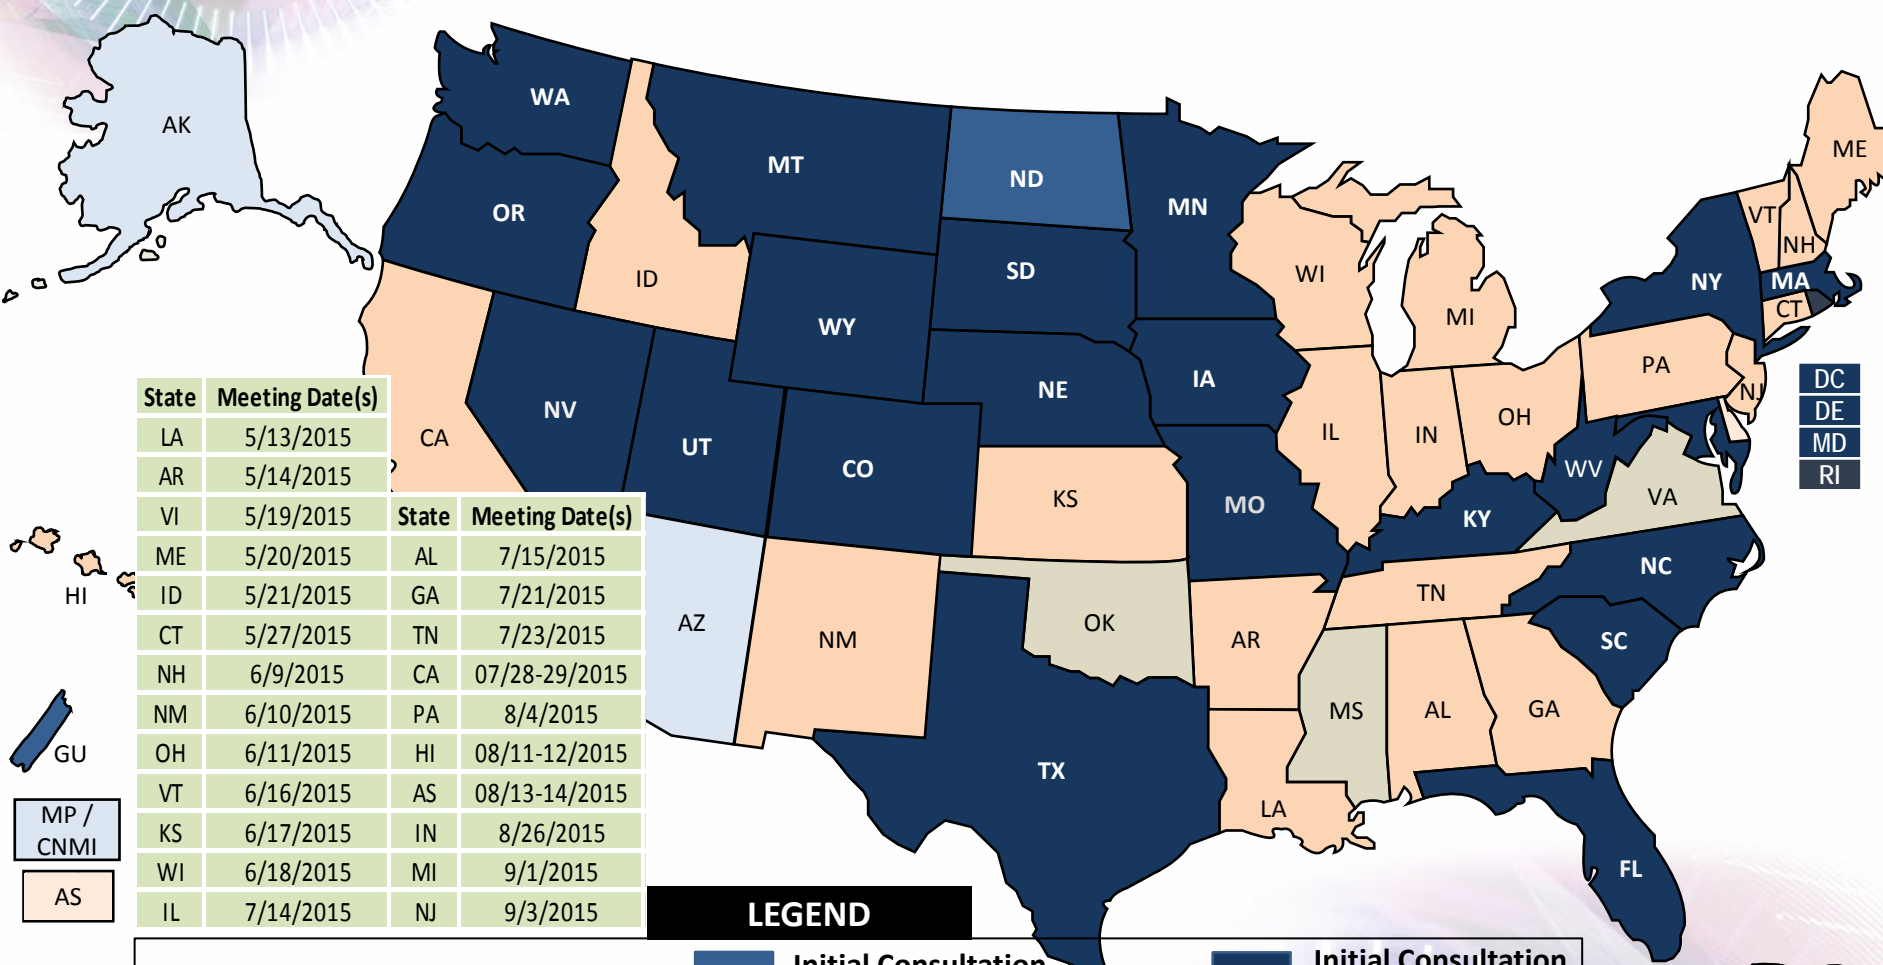 AK
WA
MT
ND
MN
OR
ID
SD
WY
WI
MI
NY
VT
NH
ME
MA
CT
PA
NJ
NV
UT
CO
NE
IA
CA
IL
IN
OH
WV
VA
KS
MO
KY
NC
TN
SC
AZ
NM
OK
AR
MS
AL
GA
TX
LA
FL
HI
GU
MP /
CNMI
AS
DC
DE
MD
RI
State Meeting Date(s)
LA 5/13/2015
AR 5/14/2015
VI 5/19/2015
ME 5/20/2015
ID 5/21/2015
CT 5/27/2015
NH 6/9/2015
NM 6/10/2015
OH 6/11/2015
VT 6/16/2015
KS 6/17/2015
WI 6/18/2015
IL 7/14/2015
State Meeting Date(s)
AL 7/15/2015
GA 7/21/2015
TN 7/23/2015
CA 07/28-29/2015
PA 8/4/2015
HI 08/11-12/2015
AS 08/13-14/2015
IN 8/26/2015
MI 9/1/2015
NJ 9/3/2015
LEGEND
Initial Consultation
Initial Consultation